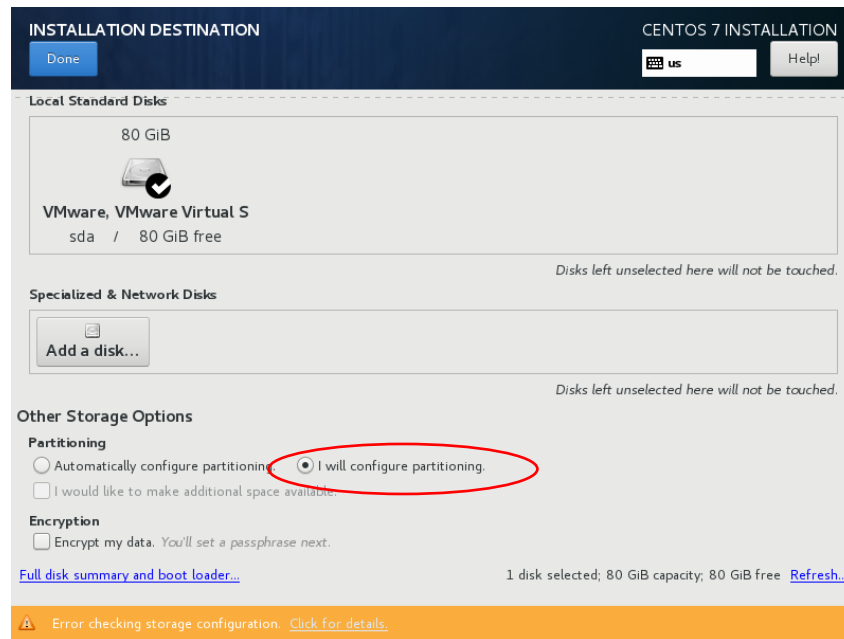 INSTALLATION DESTINATION
CENTOS 7 INSTALLATION
Done
us
Help!
Local Standard Disks
80 GiB
VMware, VMware Virtual S
sda / 80 GiB free
Disks left unselected here will not be touched.
Specialized & Network Disks
Add a disk...
Disks left unselected here will not be touched.
Other Storage Options
Partitioning
Automatically configure partitioning. I will configure partitioning.
I would like to make additional space available.
Encryption
Encrypt my data. You'll set a passphrase next.
Full disk summary and boot loader... 1 disk selected; 80 GiB capacity; 80 GiB free Refresh..
Error checking storage configuration. Click for details.